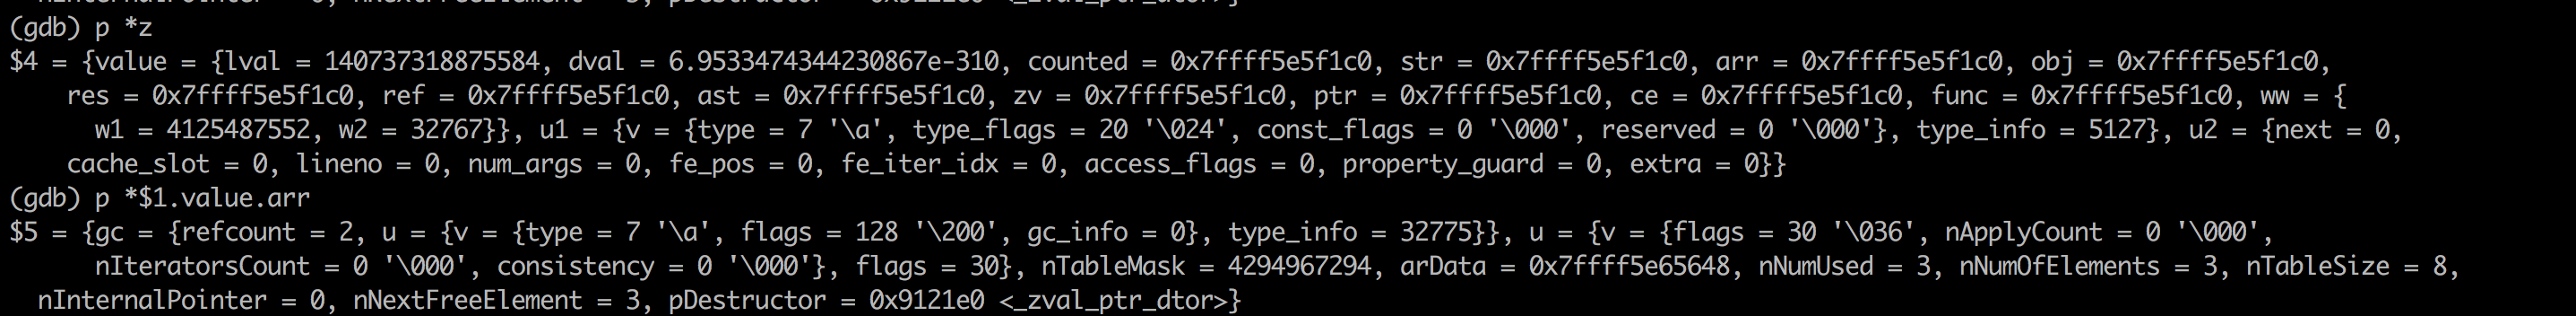 (gdb) p *z
$4 = {value = {lval = 140737318875584, dval = 6.9533474344230867e-310, counted = 0x7ffff5e5f1c0, str = 0x7ffff5e5f1c0, arr = 0x7ffff5e5f1c0, obj = 0x7ffff5e5f1c0,
res = 0x7ffff5e5f1c0, ref = 0x7ffff5e5f1c0, ast = 0x7ffff5e5f1c0, zv = 0x7ffff5e5f1c0, ptr = 0x7ffff5e5f1c0, ce = 0x7ffff5e5f1c0, func = 0x7ffff5e5f1c0, ww = {
w1 = 4125487552, w2 = 32767}}, u1 = {v = {type = 7 '\a', type_flags = 20 '\024', const_flags = 0 '\000', reserved = 0 '\000'}, type_info = 5127}, u2 = {next = 0,
cache_slot = 0, lineno = 0, num_args = 0, fe_pos = 0, fe_iter_idx = 0, access_flags = 0, property_guard = 0, extra = 0}}
(gdb) p *$1.value.arr
$5 = {gc = {refcount = 2, u = {v = {type = 7 '\a', flags = 128 '\200', gc_info = 0}, type_info = 32775}}, u = {v = {flags = 30 '\036', nApplyCount = 0 '\000',
nIteratorsCount = 0 '\000', consistency = 0 '\000'}, flags = 30}, nTableMask = 4294967294, arData = 0x7ffff5e65648, nNumUsed = 3, nNumOfElements = 3, nTableSize = 8,
nInternalPointer = 0, nNextFreeElement = 3, pDestructor = 0x9121e0 <_zval_ptr_dtor>}